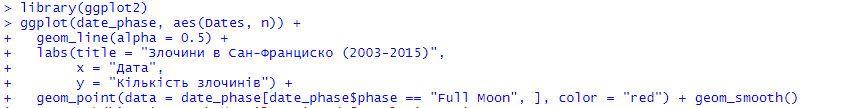 > library(ggplot2)
> ggplot(date_phase, aes(Dates, n)) +
+   geom_line(alpha = 0.5) +
+   labs(title = "Злочини в Сан-Франциско (2003-2015)",
+        x = "Дата",
+        y = "Кількість злочинів") +
+   geom_point(data = date_phase[date_phase$phase == "Full Moon", ], color = "red") + geom_smooth()